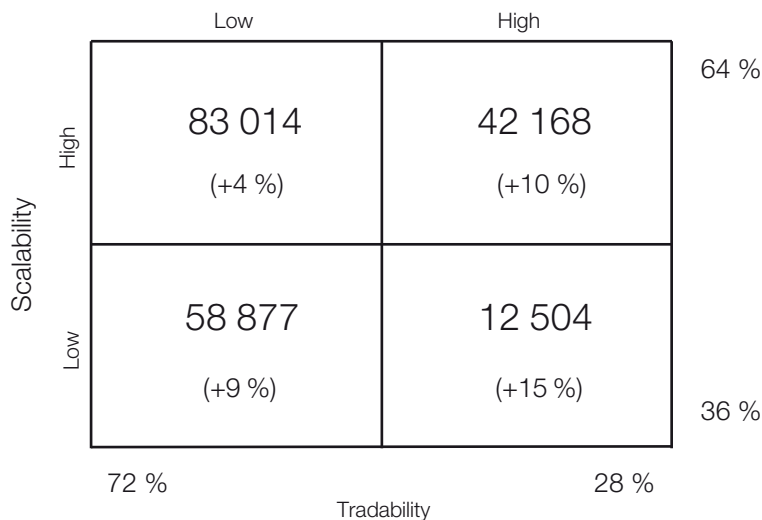 Low High
64 %
Scalability
High
83 014 42 168
(+4 %) (+10 %)
Low
58 877 12 504
(+9 %) (+15 %)
36 %
72 % 28 %
Tradability